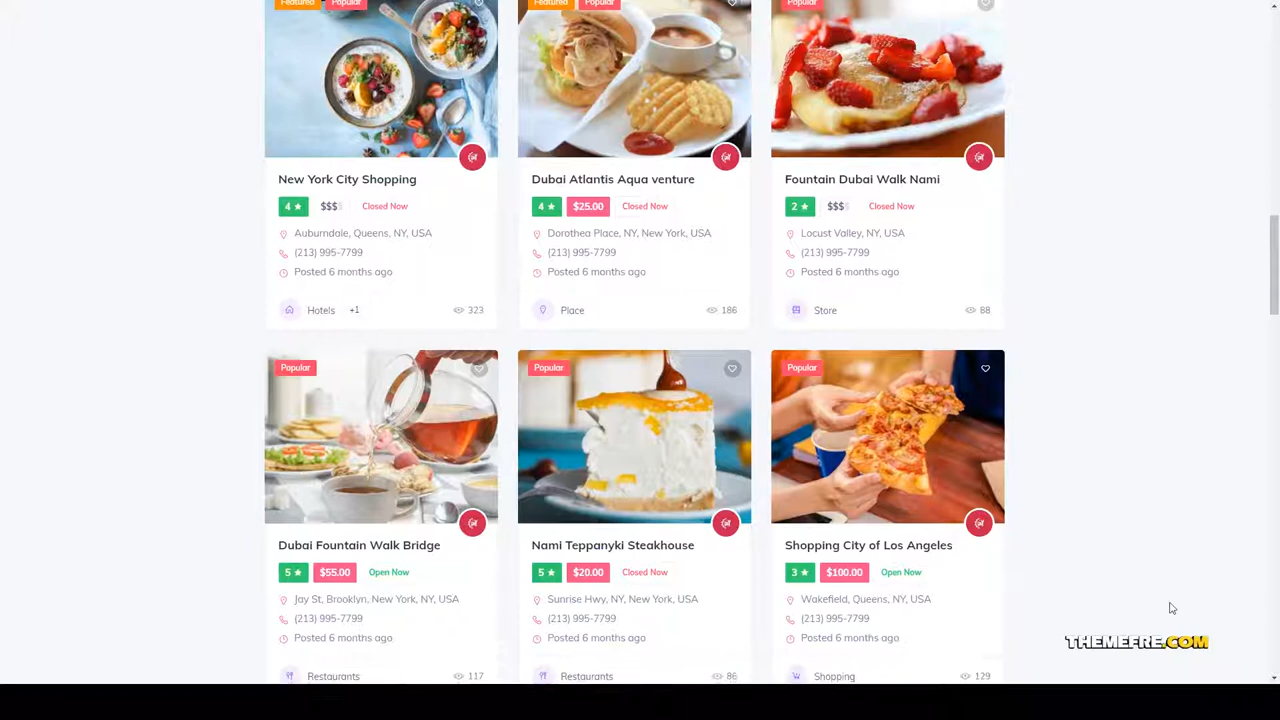 Featured Popular
Featured Popular
Popular
New York City Shopping
4 ★ $$$$ Closed Now
Auburndale, Queens, NY, USA
(213) 995-7799
Posted 6 months ago
Hotels +1 323
Dubai Atlantis Aqua venture
4 ★ $25.00 Closed Now
Dorothea Place, NY, New York, USA
(213) 995-7799
Posted 6 months ago
Place 186
Fountain Dubai Walk Nami
2 ★ $$$$ Closed Now
Locust Valley, NY, USA
(213) 995-7799
Posted 6 months ago
Store 88
Popular
Dubai Fountain Walk Bridge
5 ★ $55.00 Open Now
Jay St, Brooklyn, New York, NY, USA
(213) 995-7799
Posted 6 months ago
Restaurants 117
Popular
Nami Teppanyki Steakhouse
5 ★ $20.00 Closed Now
Sunrise Hwy, NY, New York, USA
(213) 995-7799
Posted 6 months ago
Restaurants 86
Popular
Shopping City of Los Angeles
3 ★ $100.00 Open Now
Wakefield, Queens, NY, USA
(213) 995-7799
Posted 6 months ago
Shopping 129
THEMEFRE.COM